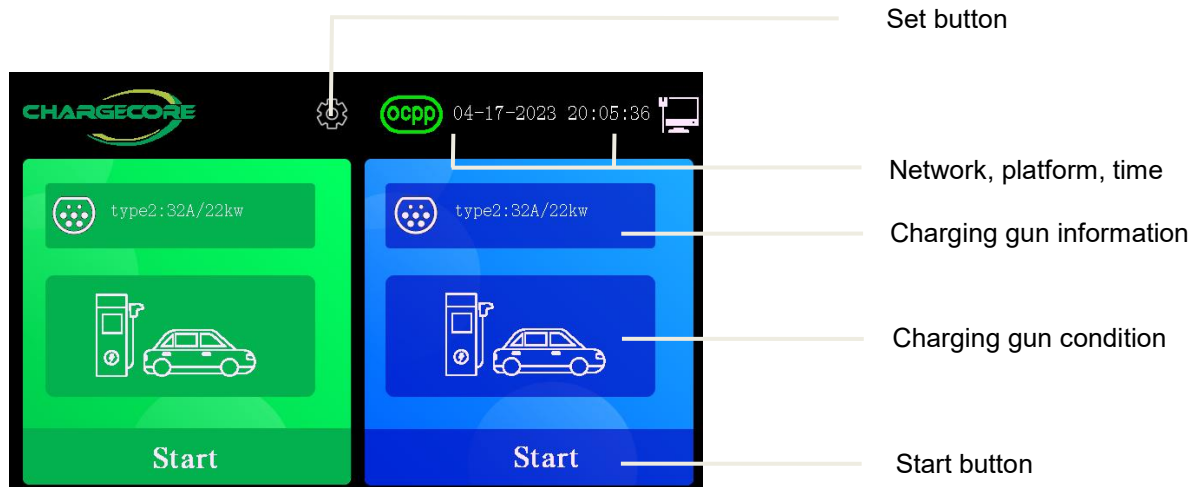 Set button
CHARGECORE
ocpp 04-17-2023 20:05:36
Network, platform, time
type2:32A/22kw
type2:32A/22kw
Charging gun information
Charging gun condition
Start
Start
Start button